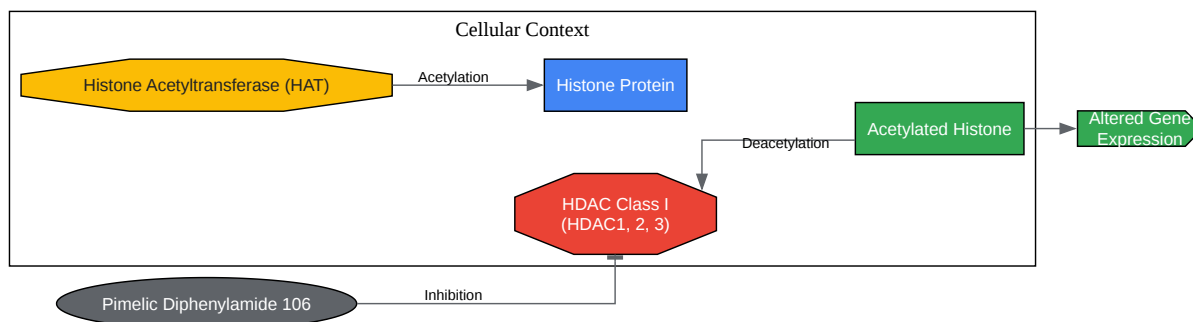 Cellular Context
Histone Acetyltransferase (HAT)
Acetylation
Histone Protein
Acetylated Histone
Altered Gene
Expression
Deacetylation
HDAC Class I
(HDAC1, 2, 3)
Pimelic Diphenylamide 106
Inhibition